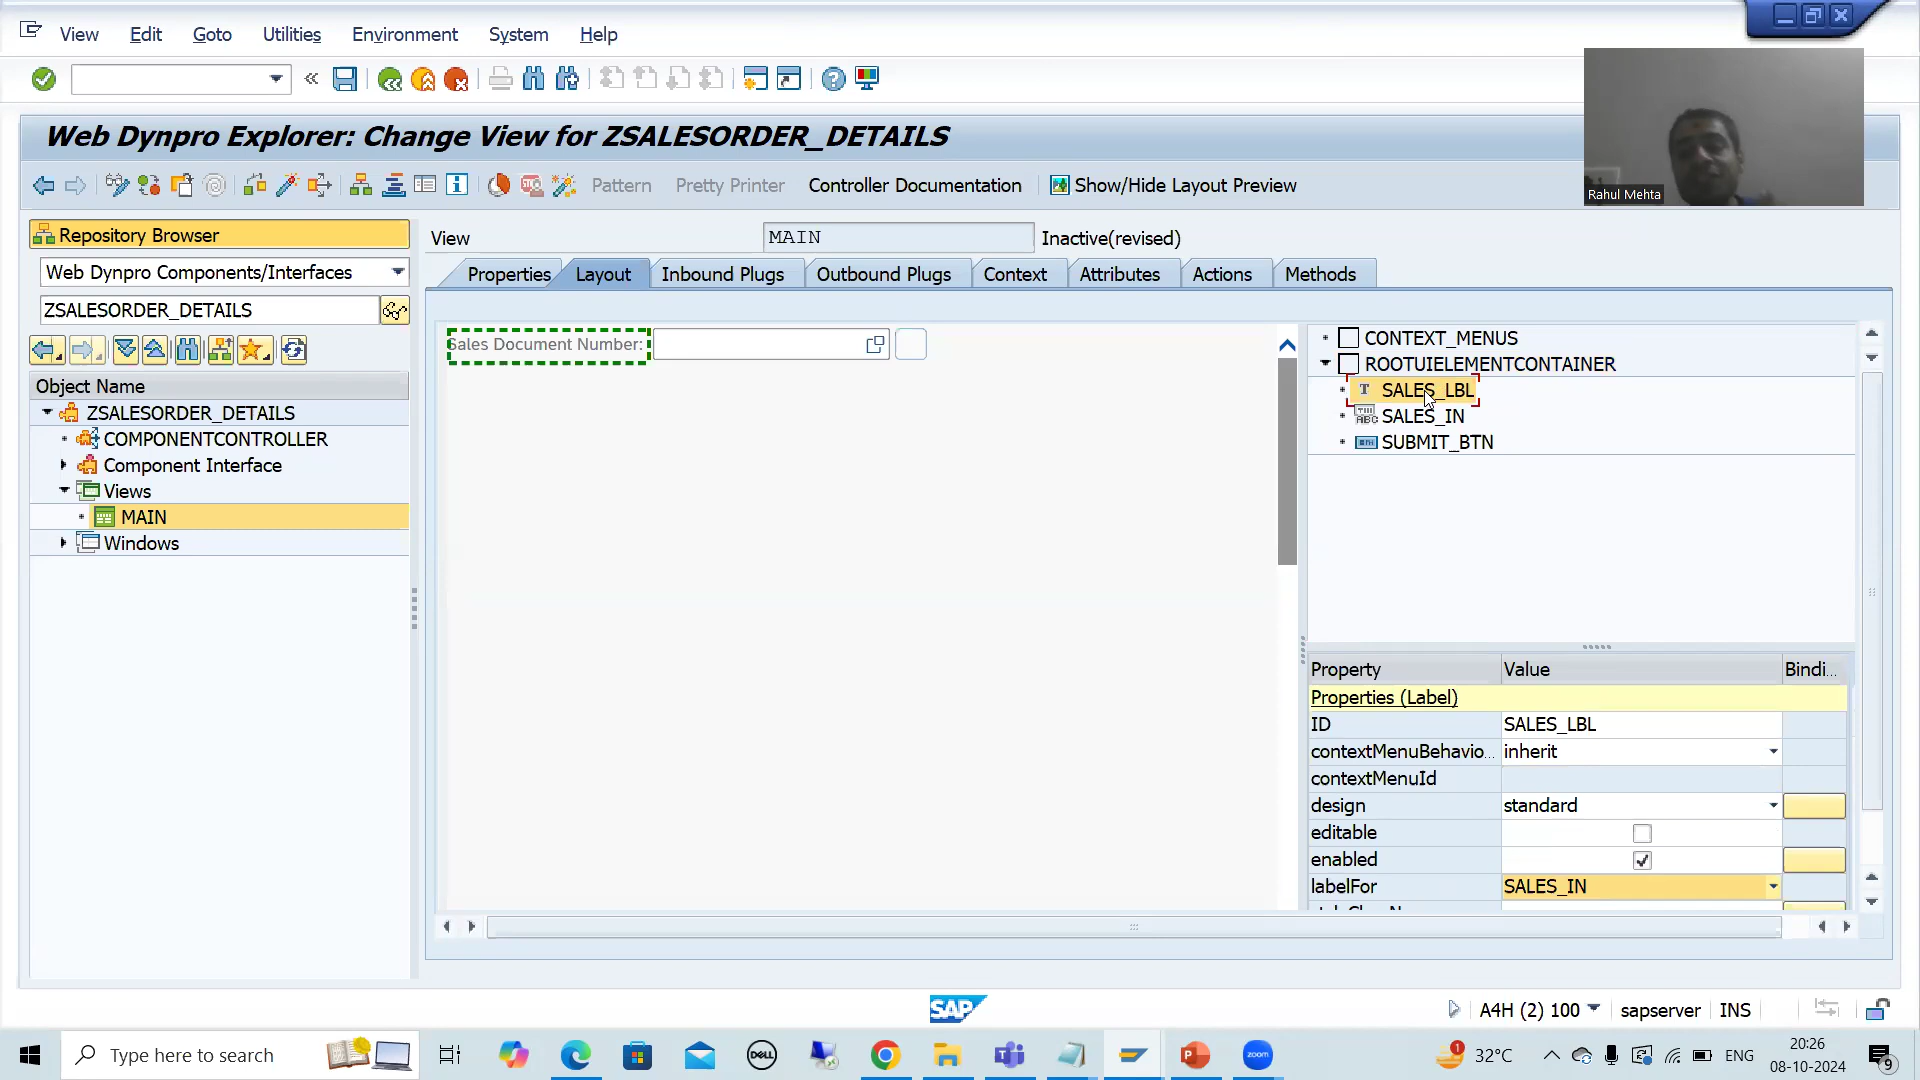 View Edit Goto Utilities Environment System Help
Web Dynpro Explorer: Change View for ZSALESORDER_DETAILS
Pattern Pretty Printer Controller Documentation Show/Hide Layout Preview
Rahul Mehta
Repository Browser
Web Dynpro Components/Interfaces
ZSALESORDER_DETAILS
Object Name
ZSALESORDER_DETAILS
COMPONENTCONTROLLER
Component Interface
Views
MAIN
Windows
View MAIN Inactive(revised)
Properties Layout Inbound Plugs Outbound Plugs Context Attributes Actions Methods
Sales Document Number:
CONTEXT_MENUS
ROOTUIELEMENTCONTAINER
SALES_LBL
SALES_IN
SUBMIT_BTN
Property Value Bindi...
Properties (Label)
ID SALES_LBL
contextMenuBehavio... inherit
contextMenuId
design standard
editable
enabled
labelFor SALES_IN
SAP
A4H (2) 100 sapserver INS
Type here to search
DELL
zoom
1
32°C
ENG
20:26
08-10-2024
9